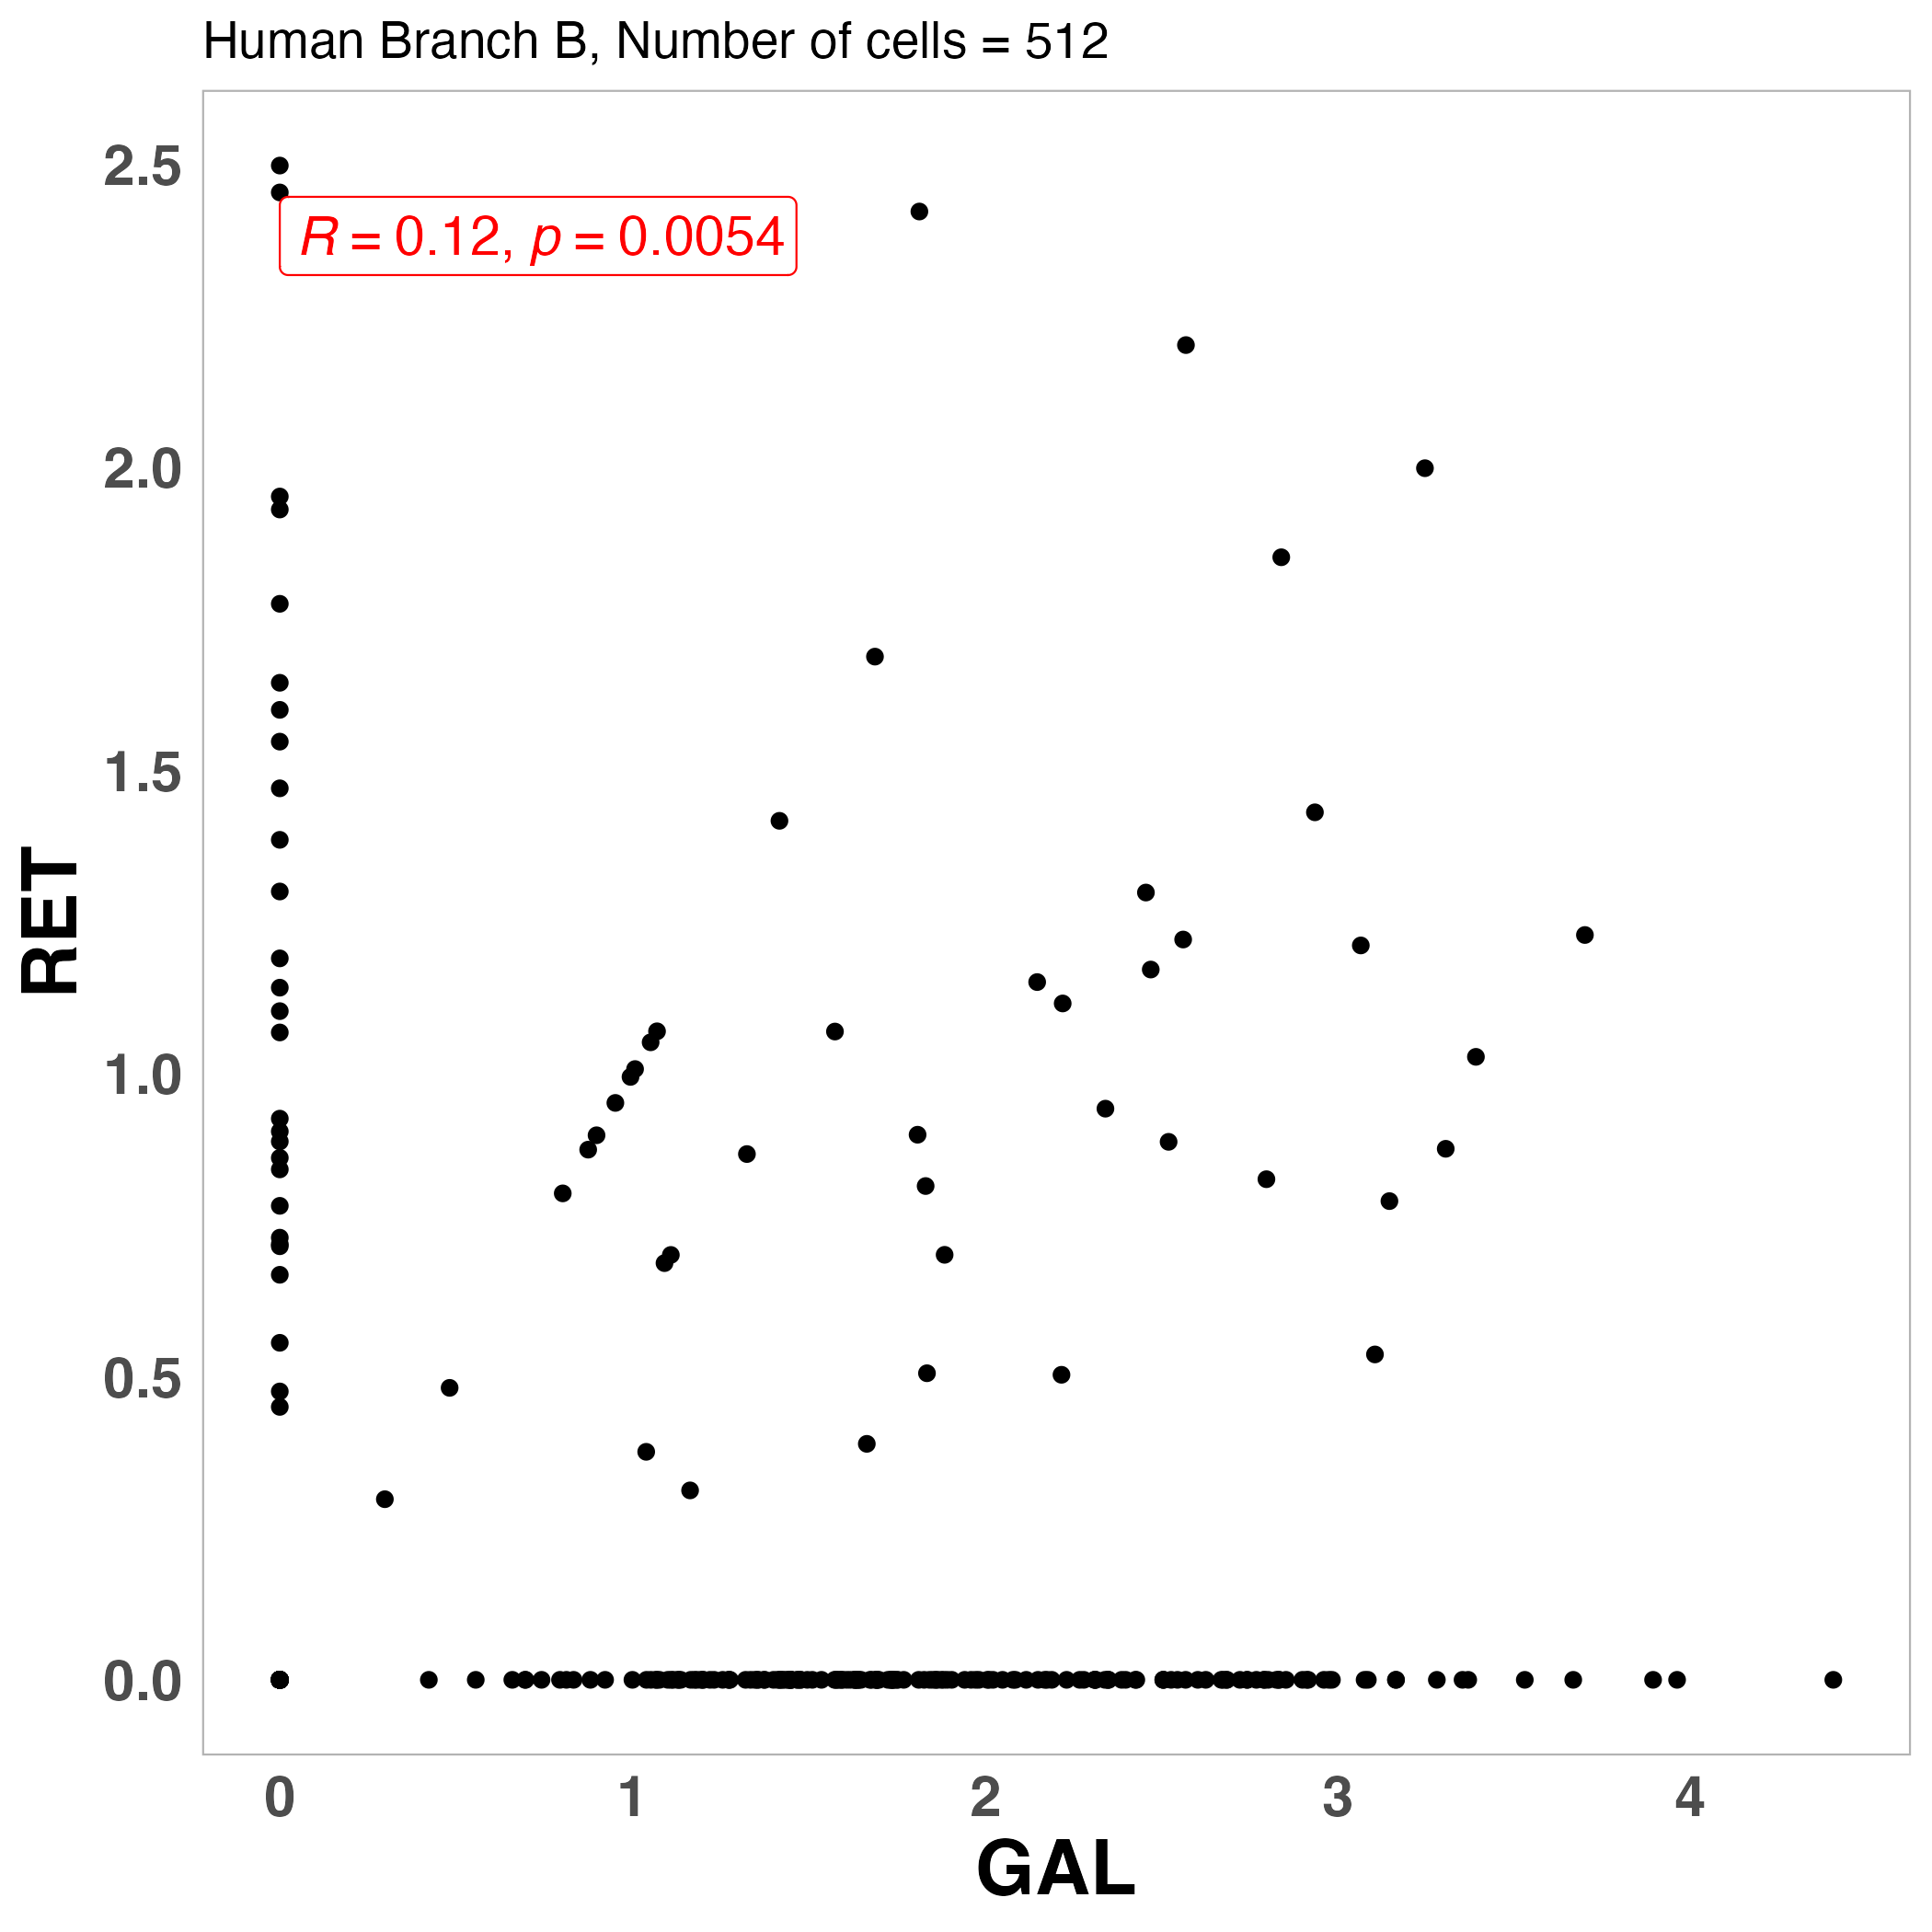 Human Branch B, Number of cells = 512
2.5
R = 0.12, p = 0.0054
2.0
1.5
RET
1.0
0.5
0.0
0 1 2 3 4
GAL